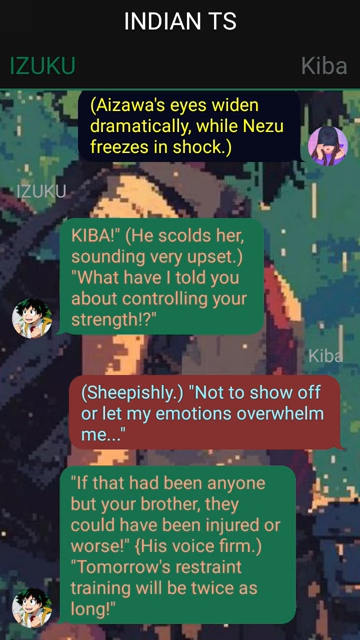 INDIAN TS
IZUKU
Kiba
(Aizawa's eyes widen
dramatically, while Nezu
freezes in shock.)
IZUKU
KIBA!" (He scolds her,
sounding very upset.)
"What have I told you
about controlling your
strength!?"
Kiba
(Sheepishly.) "Not to show off
or let my emotions overwhelm
me..."
"If that had been anyone
but your brother, they
could have been injured or
worse!" {His voice firm.)
"Tomorrow's restraint
training will be twice as
long!"